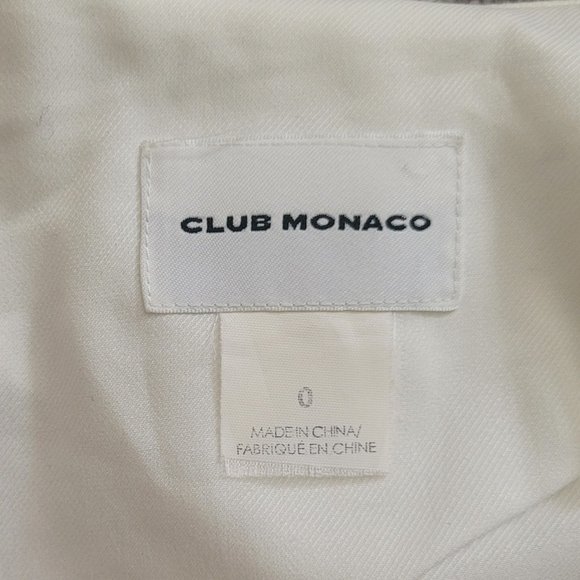 CLUB MONACO
0
MADE IN CHINA/
FABRIQUÉ EN CHINE